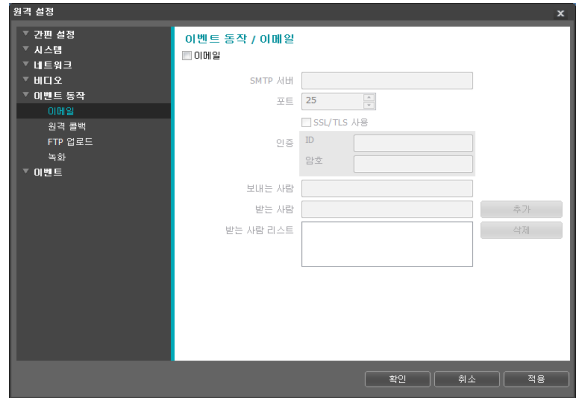 원격 설정
x
간편 설정
시스템
네트워크
비디오
이벤트 동작
이메일
원격 콜백
FTP 업로드
녹화
이벤트
이벤트 동작 / 이메일
이메일
SMTP 서버
포트 25
SSL/TLS 사용
인증 ID
암호
보내는 사람
받는 사람 추가
받는 사람 리스트 삭제
확인 취소 적용